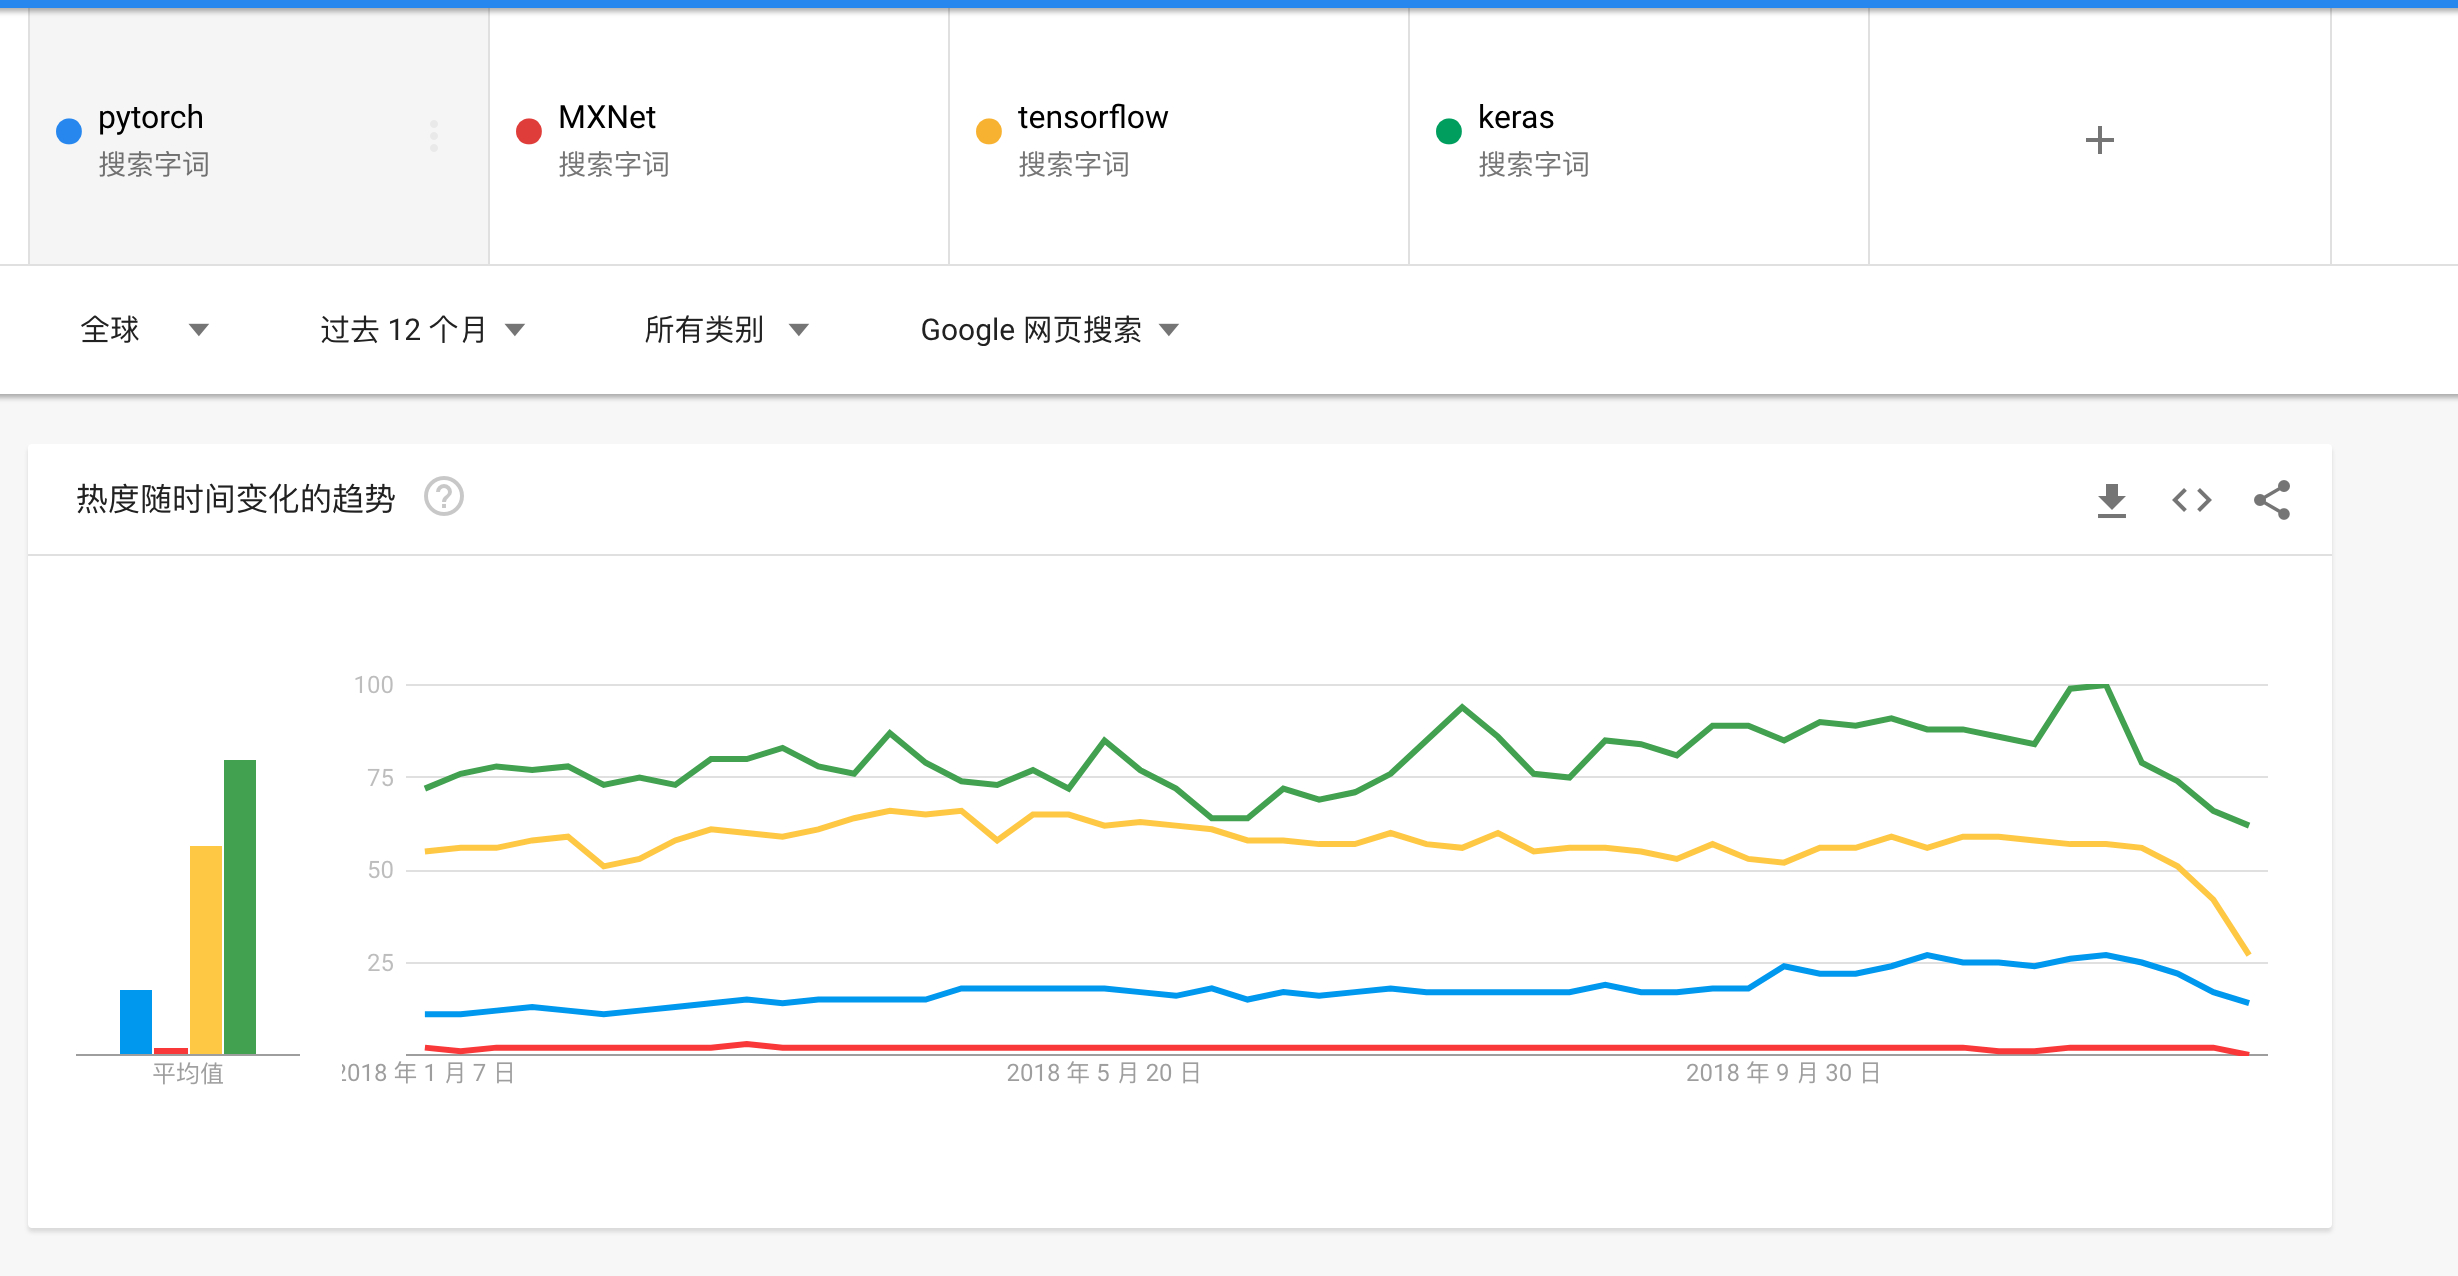 pytorch
搜索字词
MXNet
搜索字词
tensorflow
搜索字词
keras
搜索字词
+
全球
过去 12 个月
所有类别
Google 网页搜索
热度随时间变化的趋势 ?
100
75
50
25
平均值
2018 年 1 月 7 日
2018 年 5 月 20 日
2018 年 9 月 30 日